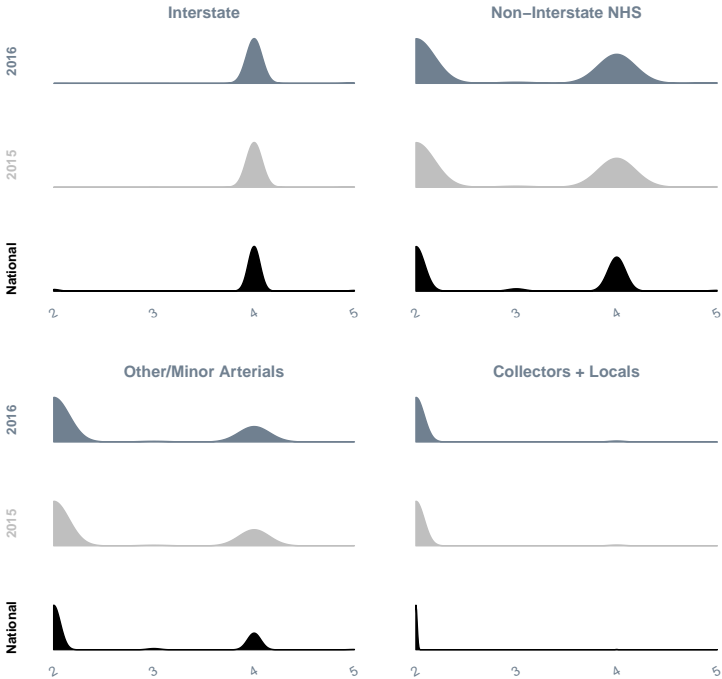 Interstate
Non−Interstate NHS
2016
2015
National
2 3 4 5
2 3 4 5
Other/Minor Arterials
Collectors + Locals
2016
2015
National
2 3 4 5
2 3 4 5